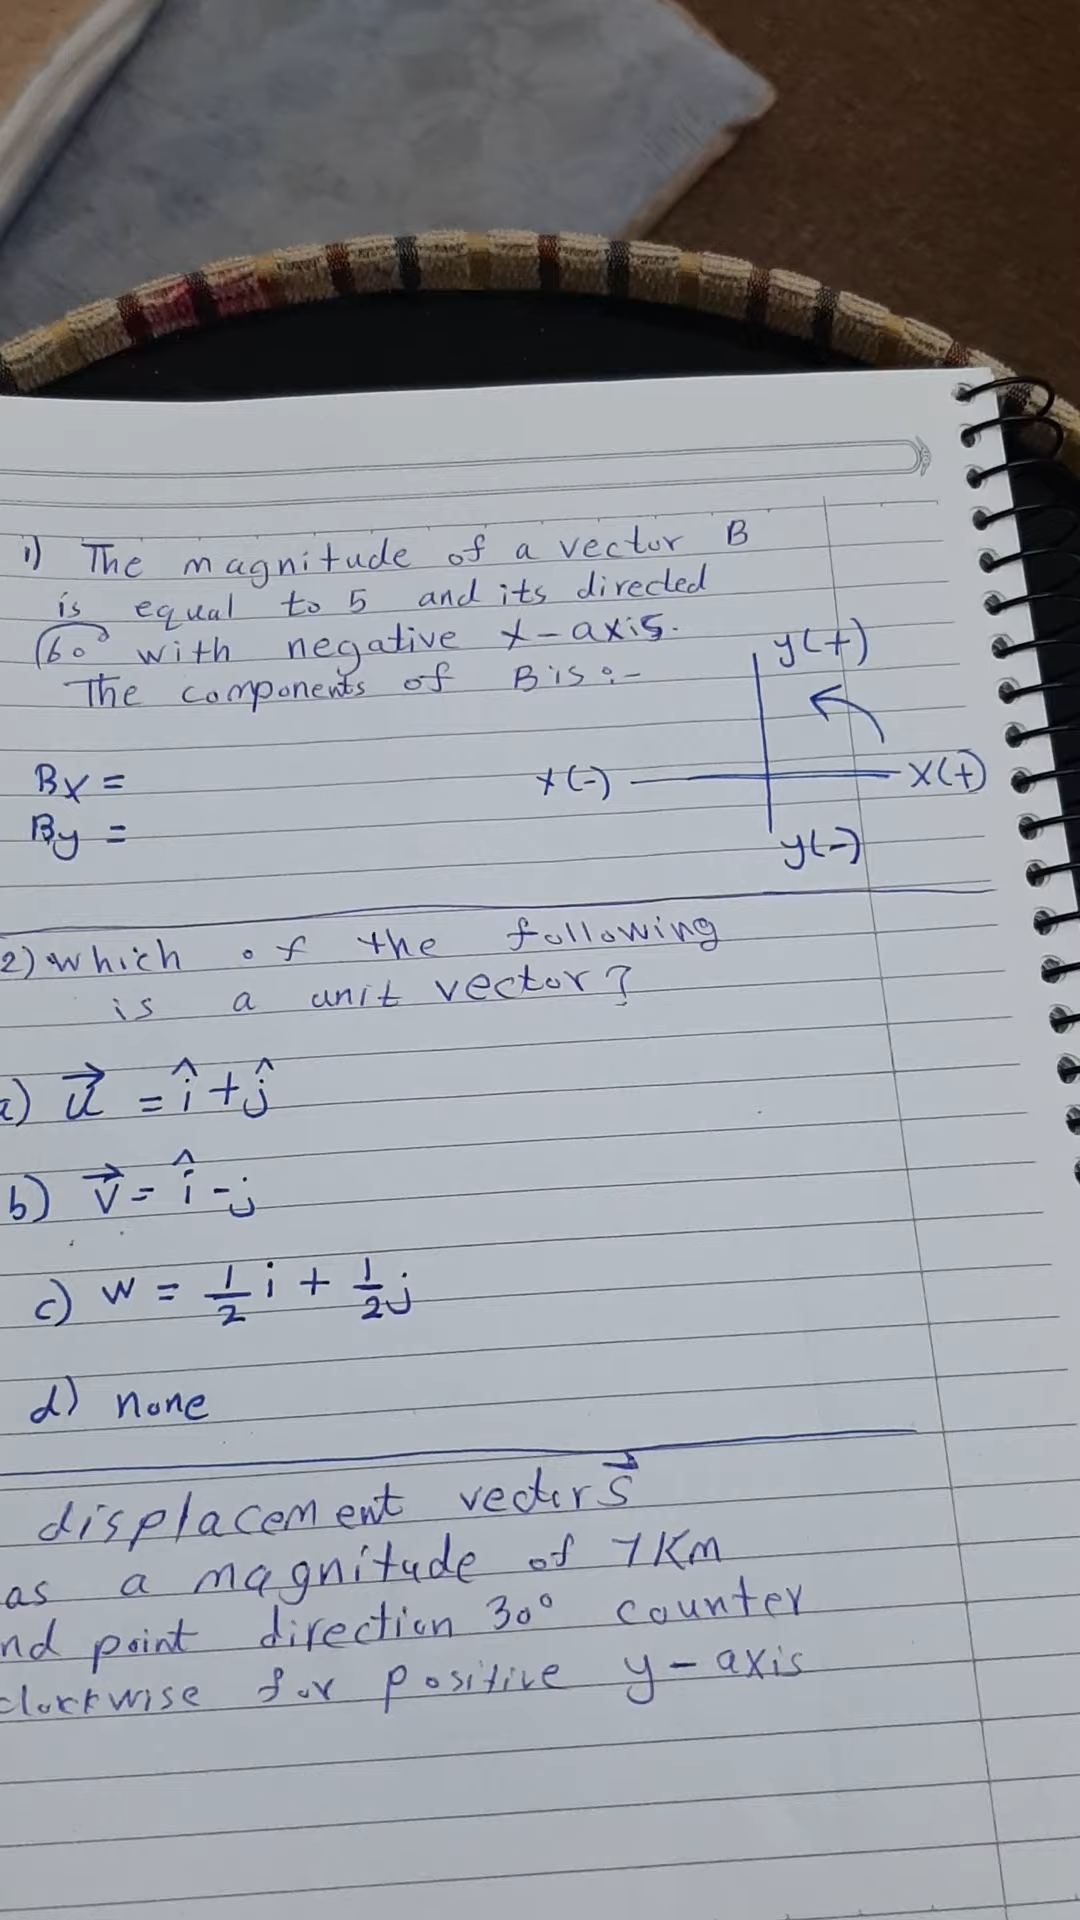 1) The magnitude of a vector B
is equal to 5 and its directed
60° with negative x-axis.
The components of B is:-
y(+)
Bx =
x(-)
x(+)
By =
y(-)
2) which of the following
is a unit vector?
a) u⃗ = î + ĵ
b) v⃗ = î - j
c) w = 1/2 i + 1/2 j
d) none
displacement vector s⃗
as a magnitude of 7 Km
nd point direction 30° counter
clockwise for positive y-axis